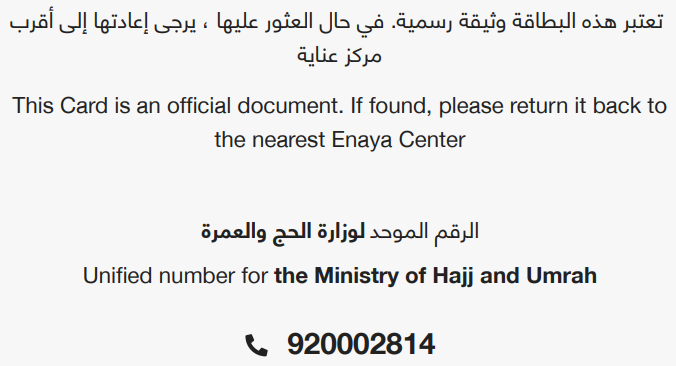 تعتبر هذه البطاقة وثيقة رسمية. في حال العثور عليها ، يرجى إعادتها إلى أقرب
مركز عناية
This Card is an official document. If found, please return it back to
the nearest Enaya Center
الرقم الموحد لوزارة الحج والعمرة
Unified number for the Ministry of Hajj and Umrah
920002814